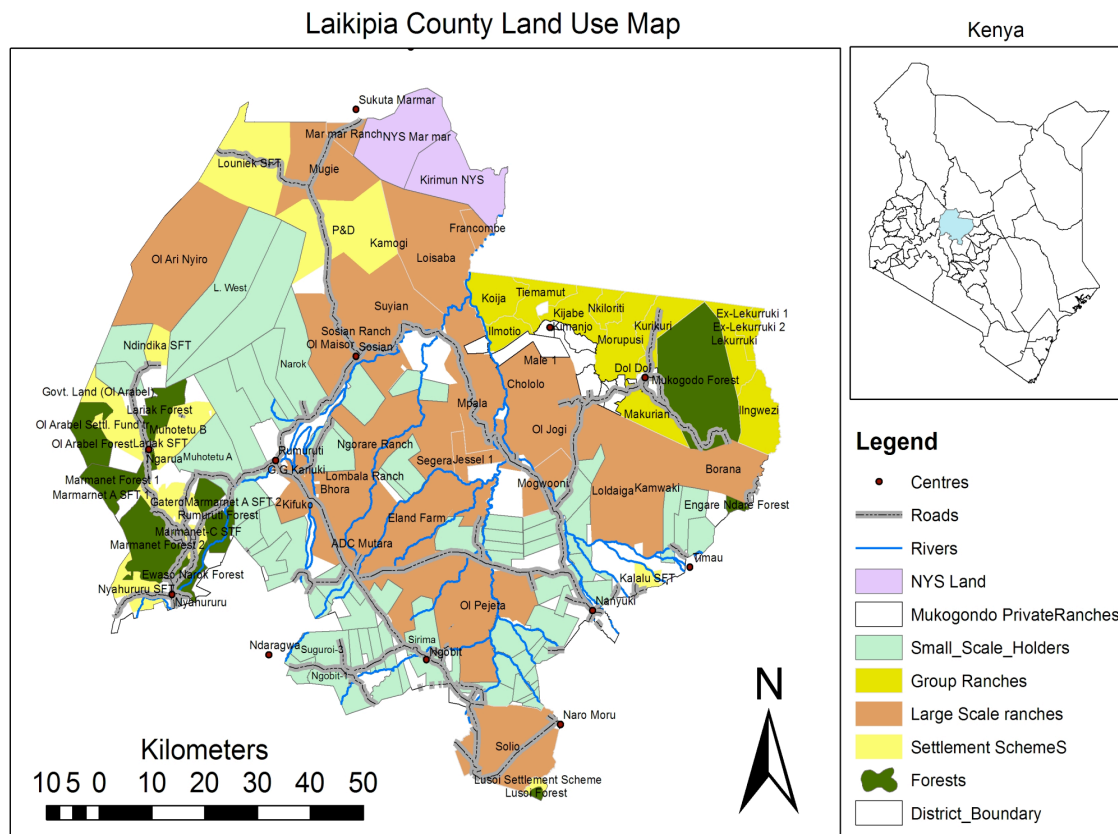 Laikipia County Land Use Map
Kenya
Sukuta Marmar
Mar mar Ranch
NYS Mar mar
Louniek SFT
Mugie
Kirimun NYS
P&D
Francombe
Kamogi
Loisaba
Ol Ari Nyiro
L. West
Koija
Tiemamut
Nkiloriti
Ex-Lekurruki 1
Suyian
Kijabe
Kurikuri
Ex-Lekurruki 2
Ilmotio
Kimanjo
Lekurruki
Sosian Ranch
Morupusi
Ndindika SFT
Ol Maisor
Sosian
Male 1
Narok
Dol Dol
Chololo
Mukogodo Forest
Govt. Land (Ol Arabel)
Mpala
Lariak Forest
Makurian
Ilngwezi
Ol Arabel Settl. Fund tr
Muhotetu B
Ol Jogi
Ol Arabel Forest
Lariak SFT
Ngorare Ranch
Ngarua
Muhotetu A
Rumuruti
Segera
Jessel 1
Borana
Marmanet Forest 1
G.G Kariuki
Lombala Ranch
Mogwooni
Marmarnet A SFT 1
Bhora
Loldaiga
Kamwaki
Gatero
Marmarnet A SFT 2
Kifuko
Engare Ndare Forest
Rumuruti Forest
Eland Farm
Marmanet-C STF
Marmanet Forest 2
ADC Mutara
Timau
Ewaso Narok Forest
Kalalu SFT
Nyahururu SFT
Nyahururu
Ol Pejeta
Nanyuki
Ndaragwa
Suguroi-3
Sirima
Ngobit
Ngobit-1
Naro Moru
Solio
Lusoi Settlement Scheme
Lusoi Forest
N
Kilometers
10 5 0 10 20 30 40 50
Legend
Centres
Roads
Rivers
NYS Land
Mukogondo PrivateRanches
Small_Scale_Holders
Group Ranches
Large Scale ranches
Settlement SchemeS
Forests
District_Boundary